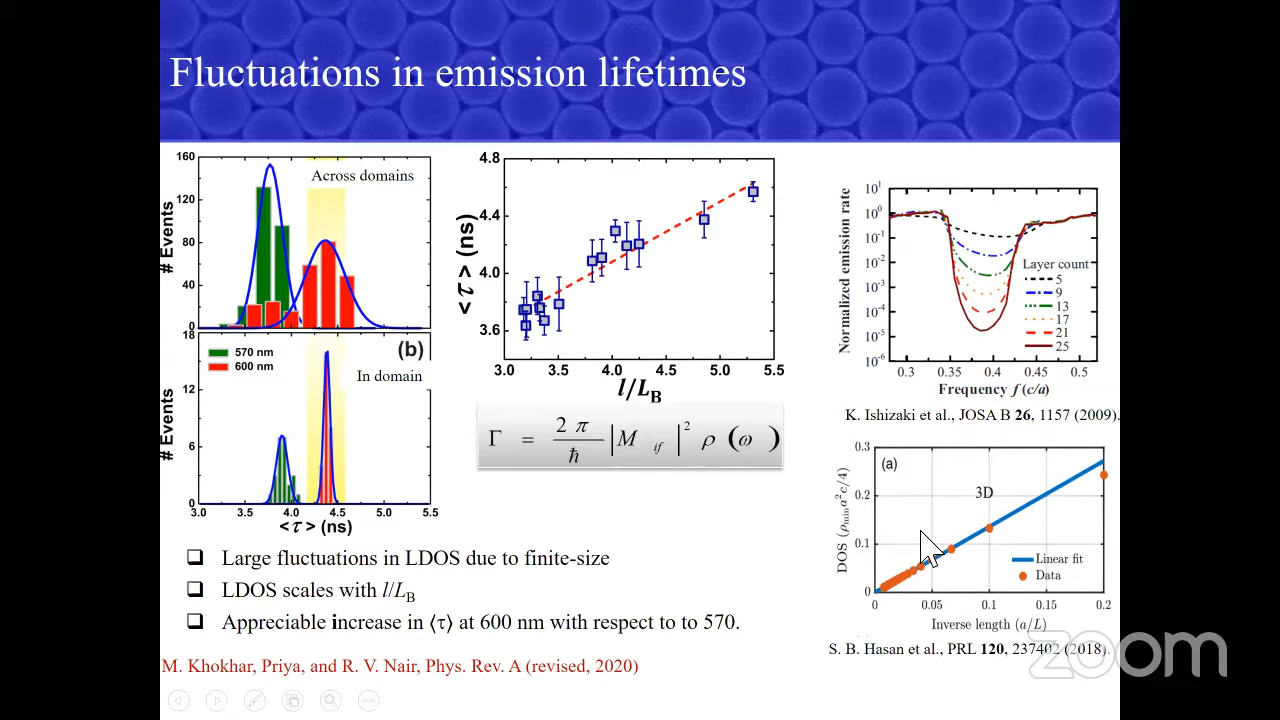 Fluctuations in emission lifetimes
160
120
80
40
0
# Events
Across domains
18
12
6
0
# Events
(b)
570 nm
600 nm
In domain
3.0 3.5 4.0 4.5 5.0 5.5
<τ> (ns)
4.8
4.4
4.0
3.6
<τ> (ns)
3.0 3.5 4.0 4.5 5.0 5.5
l/L_B
Γ = 2π/ħ |M_if|² ρ(ω)
10¹
10⁰
10⁻¹
10⁻²
10⁻³
10⁻⁴
10⁻⁵
10⁻⁶
Normalized emission rate
Layer count
5
9
13
17
21
25
0.3 0.35 0.4 0.45 0.5
Frequency f (c/a)
K. Ishizaki et al., JOSA B 26, 1157 (2009).
0.3
0.2
0.1
0
DOS (ρmin a²c/4)
(a)
3D
Linear fit
Data
0 0.05 0.1 0.15 0.2
Inverse length (a/L)
S. B. Hasan et al., PRL 120, 237402 (2018).
❑ Large fluctuations in LDOS due to finite-size
❑ LDOS scales with l/L_B
❑ Appreciable increase in ⟨τ⟩ at 600 nm with respect to to 570.
M. Khokhar, Priya, and R. V. Nair, Phys. Rev. A (revised, 2020)
zoom